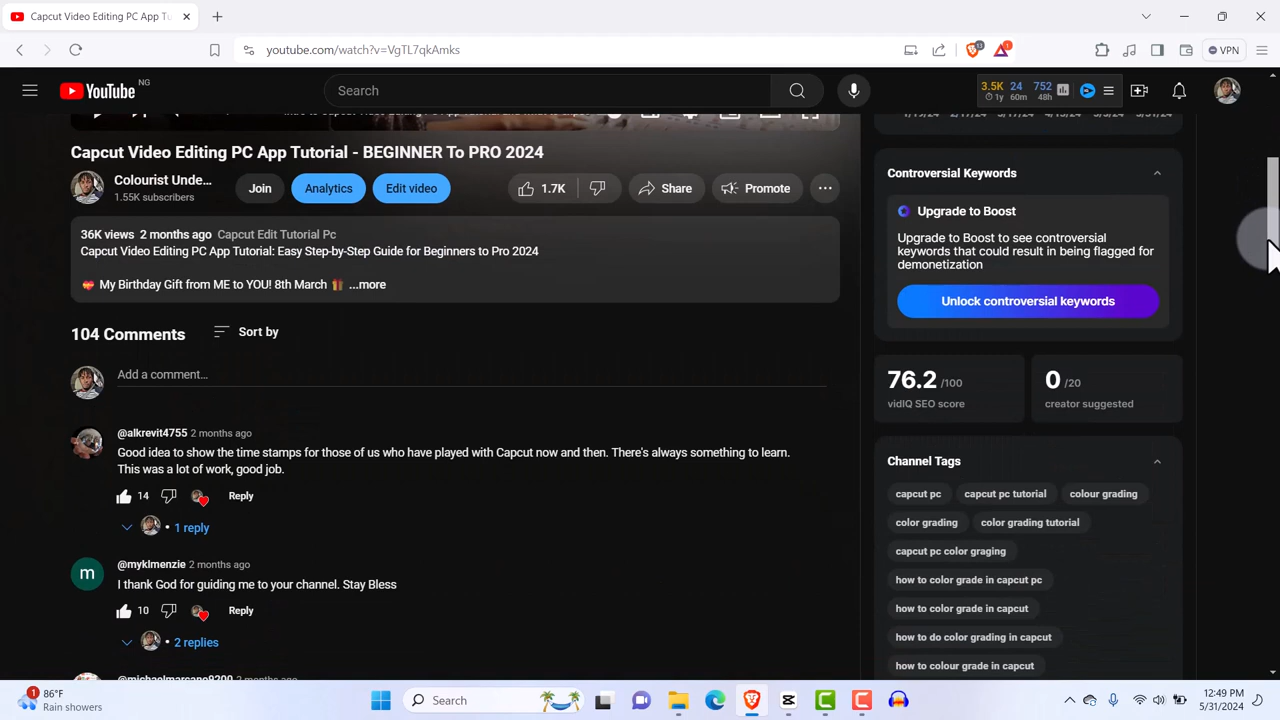 Capcut Video Editing PC App Tu
youtube.com/watch?v=VgTL7qkAmks
13
1
VPN
YouTube
NG
Search
3.5K 24 752
1y 60m 48h
Capcut Video Editing PC App Tutorial - BEGINNER To PRO 2024
Colourist Unde...
1.55K subscribers
Join
Analytics
Edit video
1.7K
Share
Promote
36K views 2 months ago Capcut Edit Tutorial Pc
Capcut Video Editing PC App Tutorial: Easy Step-by-Step Guide for Beginners to Pro 2024
My Birthday Gift from ME to YOU! 8th March ...more
104 Comments
Sort by
Add a comment...
@alkrevit4755 2 months ago
Good idea to show the time stamps for those of us who have played with Capcut now and then. There's always something to learn.
This was a lot of work, good job.
14
Reply
1 reply
m
@myklmenzie 2 months ago
I thank God for guiding me to your channel. Stay Bless
10
Reply
2 replies
@michaelmarcano9200 2 months ago
Controversial Keywords
Upgrade to Boost
Upgrade to Boost to see controversial
keywords that could result in being flagged for
demonetization
Unlock controversial keywords
76.2 /100
vidIQ SEO score
0 /20
creator suggested
Channel Tags
capcut pc
capcut pc tutorial
colour grading
color grading
color grading tutorial
capcut pc color graging
how to color grade in capcut pc
how to color grade in capcut
how to do color grading in capcut
how to colour grade in capcut
1
86°F
Rain showers
Search
12:49 PM
5/31/2024